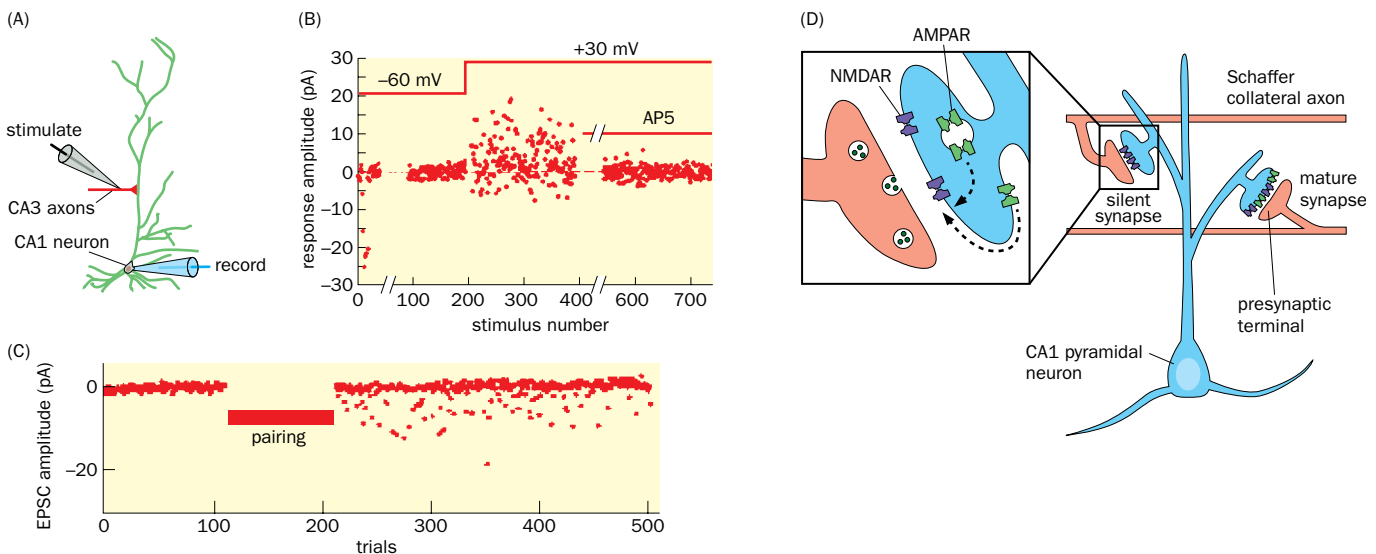 (A)
stimulate
CA3 axons
CA1 neuron
record
(B)
response amplitude (pA)
30
20
10
0
−10
−20
−30
−60 mV
+30 mV
AP5
0
100
200
300
400
600
700
stimulus number
(C)
EPSC amplitude (pA)
0
−20
pairing
0
100
200
300
400
500
trials
(D)
AMPAR
NMDAR
Schaffer
collateral axon
silent
synapse
mature
synapse
presynaptic
terminal
CA1 pyramidal
neuron